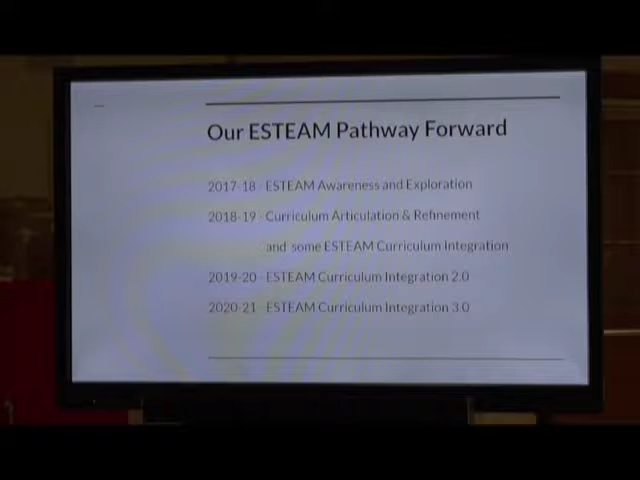 Our ESTEAM Pathway Forward
2017-18 - ESTEAM Awareness and Exploration
2018-19 - Curriculum Articulation & Refinement
and some ESTEAM Curriculum Integration
2019-20 - ESTEAM Curriculum Integration 2.0
2020-21 - ESTEAM Curriculum Integration 3.0